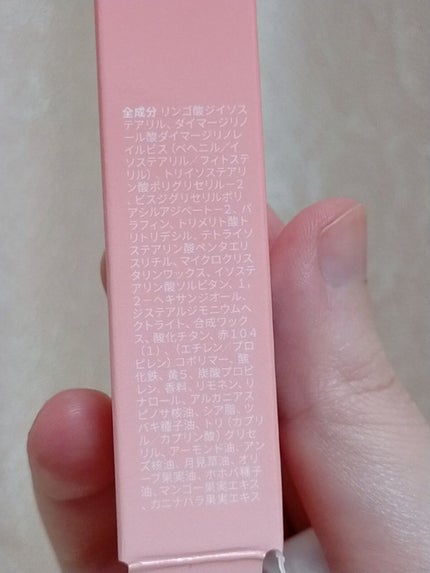 全成分 リンゴ酸ジイソス
テアリル、ダイマージリノ
ール酸ダイマージリノレ
イルビス(ベヘニル/イ
ソステアリル/フィトステ
リル)、トリイソステアリ
ン酸ポリグリセリル-2
、ビスジグリセリルポリ
アシルアジペート-2、パ
ラフィン、トリメリト酸ト
リトリデシル、テトライソ
ステアリン酸ペンタエリ
スリチル、マイクロクリス
タリンワックス、イソステ
アリン酸ソルビタン、1,
2-ヘキサンジオール、
ジステアルジモニウムヘ
クトライト、合成ワック
ス、酸化チタン、赤104
(1)、(エチレン/プロ
ピレン)コポリマー、酸
化鉄、黄5、炭酸プロピ
レン、香料、リモネン、リ
ナロール、アルガニアス
ピノサ核油、シア脂、ツ
バキ種子油、トリ(カプリ
ル/カプリン酸)グリセ
リル、アーモンド油、アン
ズ核油、月見草油、オリ
ーブ果実油、ホホバ種子
油、マンゴー果実エキス
、カニナバラ果実エキス